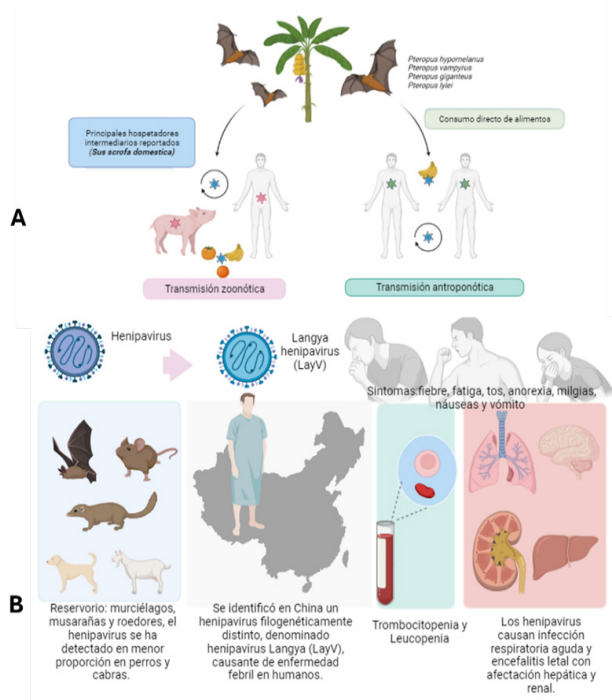 Pteropus hypomelanus
Pteropus vampyrus
Pteropus giganteus
Pteropus lyiei
Principales hospetadores
intermediarios reportados
(Sus scrofa domestica)
Consumo directo de alimentos
A
Transmisión zoonótica
Transmisión antroponótica
Henipavirus
Langya
henipavirus
(LayV)
Sintomas:fiebre, fatiga, tos, anorexia, milgias,
náuseas y vómito
B
Reservorio: murciélagos,
musarañas y roedores, el
henipavirus se ha
detectado en menor
proporción en perros y
cabras.
Se identificó en China un
henipavirus filogenéticamente
distinto, denominado
henipavirus Langya (LayV),
causante de enfermedad
febril en humanos.
Trombocitopenia y
Leucopenia
Los henipavirus
causan infección
respiratoria aguda y
encefalitis letal con
afectación hepática y
renal.